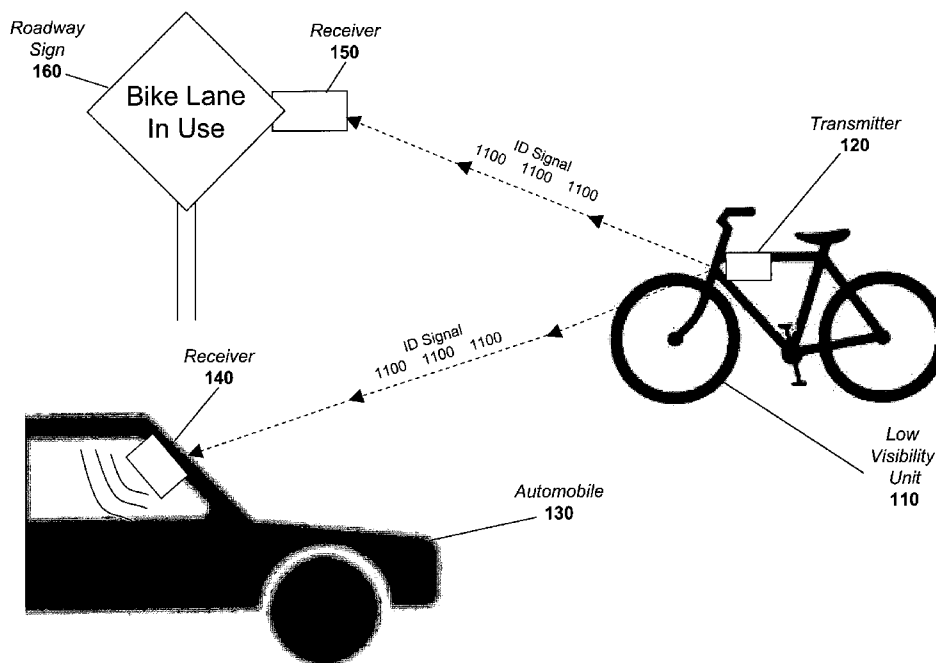 Roadway
Sign
160
Receiver
150
Bike Lane
In Use
Transmitter
120
ID Signal
1100 1100 1100
ID Signal
1100 1100 1100
Receiver
140
Low
Visibility
Unit
110
Automobile
130